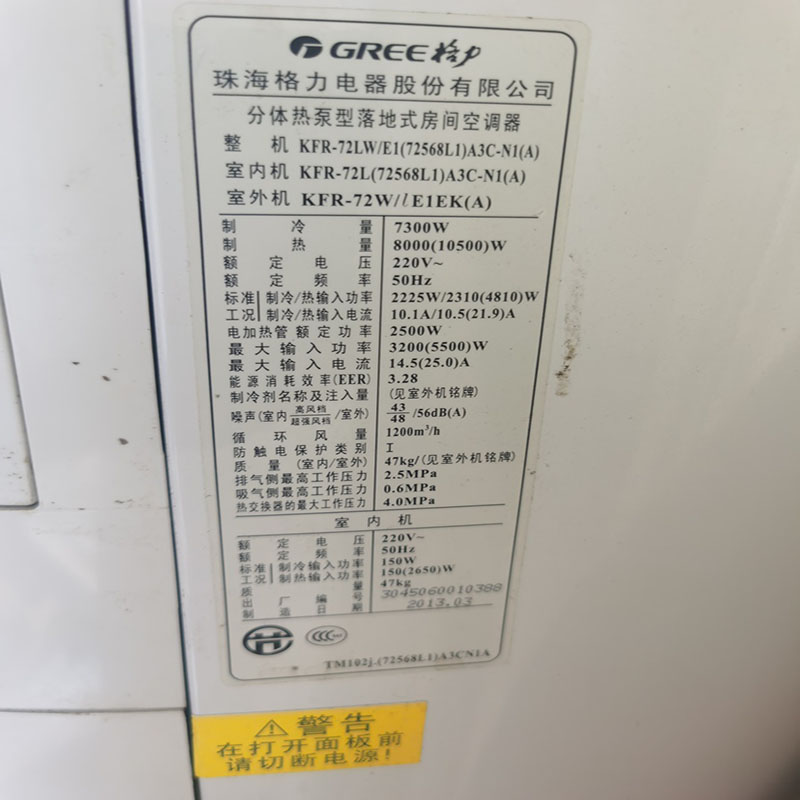 GREE格力
珠海格力电器股份有限公司
分体热泵型落地式房间空调器
整机 KFR-72LW/E1(72568L1)A3C-N1(A)
室内机 KFR-72L(72568L1)A3C-N1(A)
室外机 KFR-72W/ℓE1EK(A)
制冷量 7300W
制热量 8000(10500)W
额定电压 220V~
额定频率 50Hz
标准 制冷/热输入功率 2225W/2310(4810)W
工况 制冷/热输入电流 10.1A/10.5(21.9)A
电加热管额定功率 2500W
最大输入功率 3200(5500)W
最大输入电流 14.5(25.0)A
能源消耗效率(EER) 3.28
制冷剂名称及注入量 (见室外机铭牌)
噪声(室内 高风档/超强风档 /室外) 43/48 /56dB(A)
循环风量 1200m³/h
防触电保护类别 I
质量(室内/室外) 47kg/(见室外机铭牌)
排气侧最高工作压力 2.5MPa
吸气侧最高工作压力 0.6MPa
热交换器的最大工作压力 4.0MPa
室内机
额定电压 220V~
额定频率 50Hz
标准 制冷输入功率 150W
工况 制热输入功率 150(2650)W
质量 47kg
出厂编号 3045060010388
制造日期 2013.03
CCC
TM102j.(72568L1)A3CN1A
警告
在打开面板前
请切断电源!